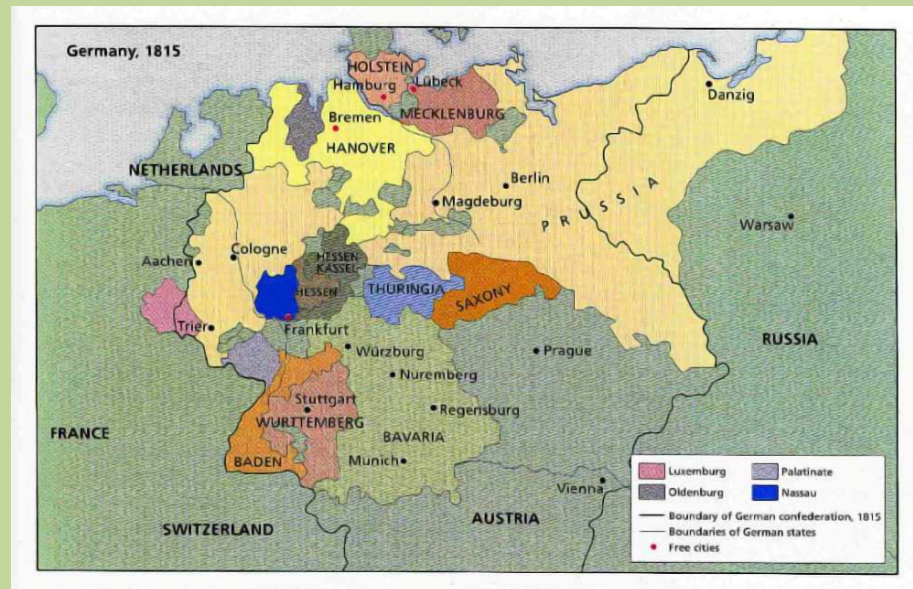 Germany, 1815
HOLSTEIN
Hamburg
Lübeck
MECKLENBURG
Danzig
Bremen
HANOVER
NETHERLANDS
Berlin
Magdeburg
PRUSSIA
Warsaw
Aachen
Cologne
HESSEN
KASSEL
HESSEN
THURINGIA
SAXONY
Trier
Frankfurt
Würzburg
Prague
RUSSIA
Nuremberg
Stuttgart
WURTTEMBERG
Regensburg
FRANCE
BAVARIA
BADEN
Munich
Vienna
SWITZERLAND
AUSTRIA
Luxemburg
Palatinate
Oldenburg
Nassau
Boundary of German confederation, 1815
Boundaries of German states
Free cities